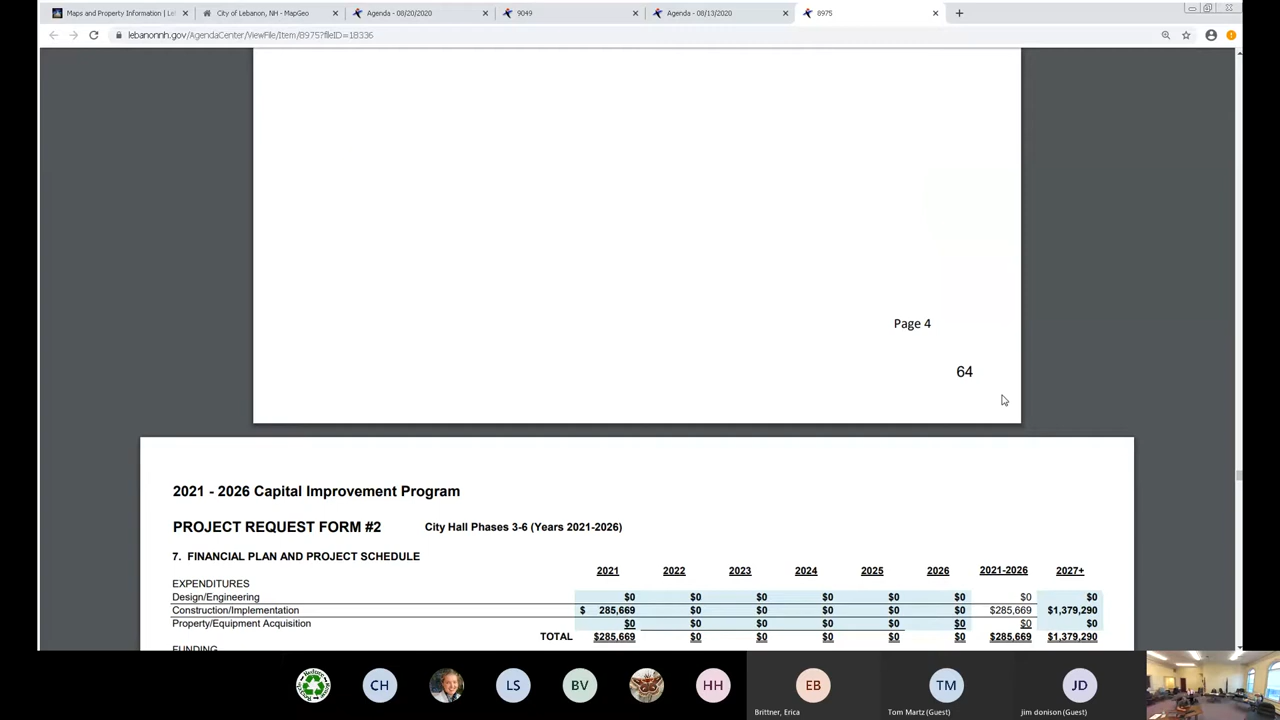 Maps and Property Information | Le
City of Lebanon, NH - MapGeo
Agenda - 08/20/2020
9049
Agenda - 08/13/2020
8975
lebanonnh.gov/AgendaCenter/ViewFile/Item/8975?fileID=18336
Page 4
64
2021 - 2026 Capital Improvement Program
PROJECT REQUEST FORM #2 City Hall Phases 3-6 (Years 2021-2026)
7. FINANCIAL PLAN AND PROJECT SCHEDULE
2021 2022 2023 2024 2025 2026 2021-2026 2027+
EXPENDITURES
Design/Engineering $0 $0 $0 $0 $0 $0 $0 $0
Construction/Implementation $ 285,669 $0 $0 $0 $0 $0 $285,669 $1,379,290
Property/Equipment Acquisition $0 $0 $0 $0 $0 $0 $0 $0
TOTAL $285,669 $0 $0 $0 $0 $0 $285,669 $1,379,290
FUNDING
CH
LS
BV
HH
EB
TM
JD
Brittner, Erica
Tom Martz (Guest)
jim donison (Guest)